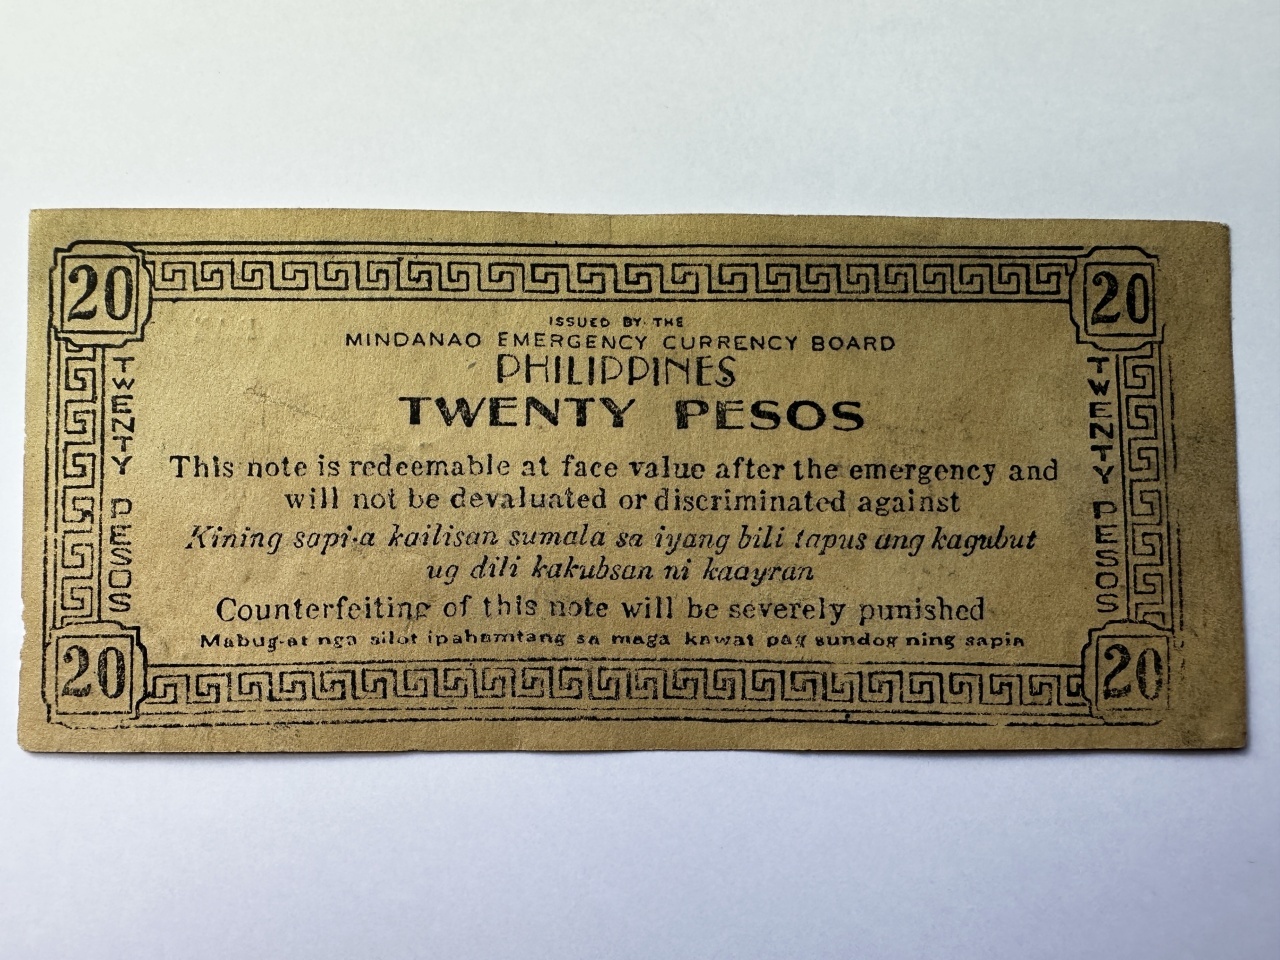 20 20
ISSUED BY THE
MINDANAO EMERGENCY CURRENCY BOARD
PHILIPPINES
TWENTY PESOS
TWENTY PESOS
TWENTY PESOS
This note is redeemable at face value after the emergency and
will not be devaluated or discriminated against
Kining sapi-a kailisan sumala sa iyang bili tapus ang kagubut
ug dili kakubsan ni kaayran
Counterfeiting of this note will be severely punished
Mabug-at nga silot ipahamtang sa maga kawat pag sundog ning sapia
20 20